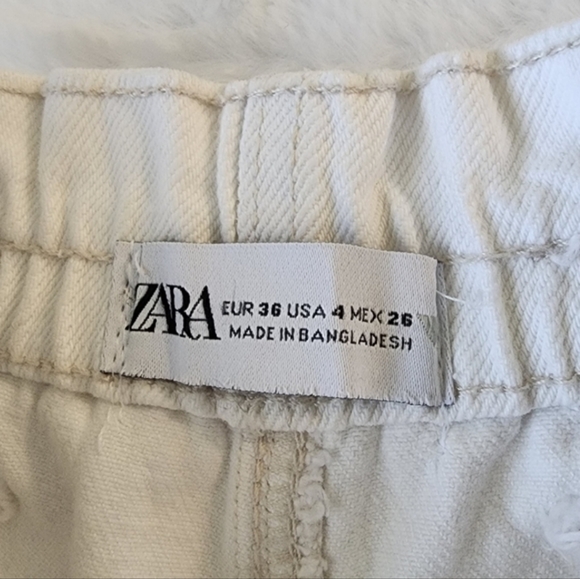 ZARA EUR 36 USA 4 MEX 26
MADE IN BANGLADESH